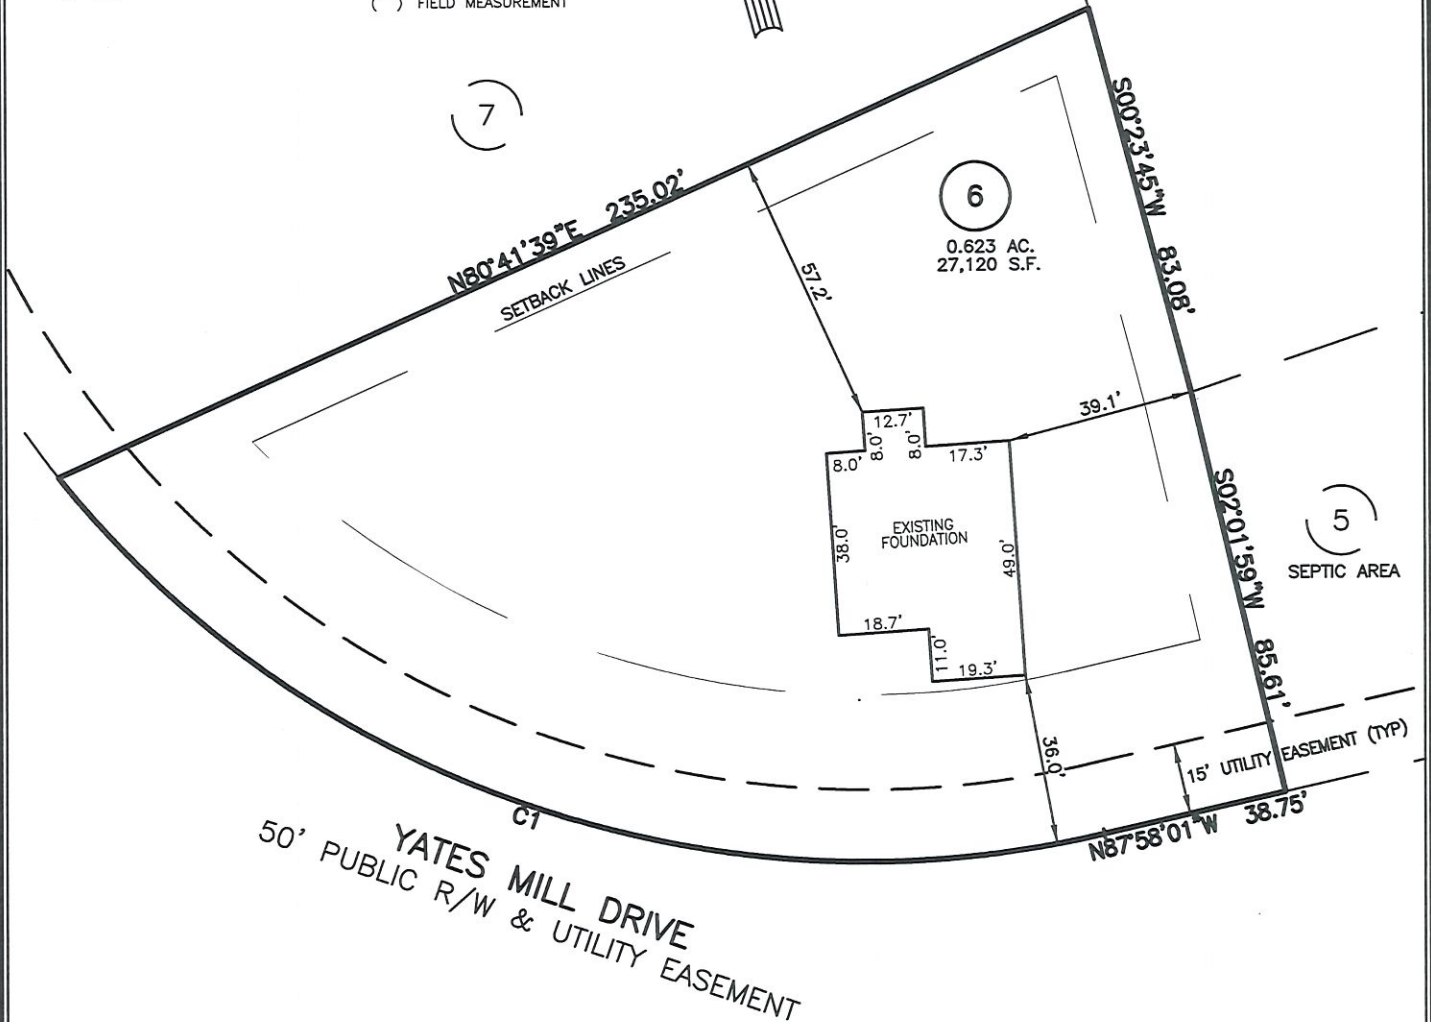 ( ) FIELD MEASUREMENT
7
N80°41'39"E 235.02'
SETBACK LINES
6
0.623 AC.
27,120 S.F.
S00°23'45"W 83.08'
57.2'
39.1'
12.7'
8.0'
8.0'
8.0'
17.3'
EXISTING
FOUNDATION
38.0'
49.0'
18.7'
11.0'
19.3'
S02°01'59"W 85.61'
5
SEPTIC AREA
36.0'
15' UTILITY EASEMENT (TYP)
N87°58'01"W 38.75'
C1
YATES MILL DRIVE
50' PUBLIC R/W & UTILITY EASEMENT